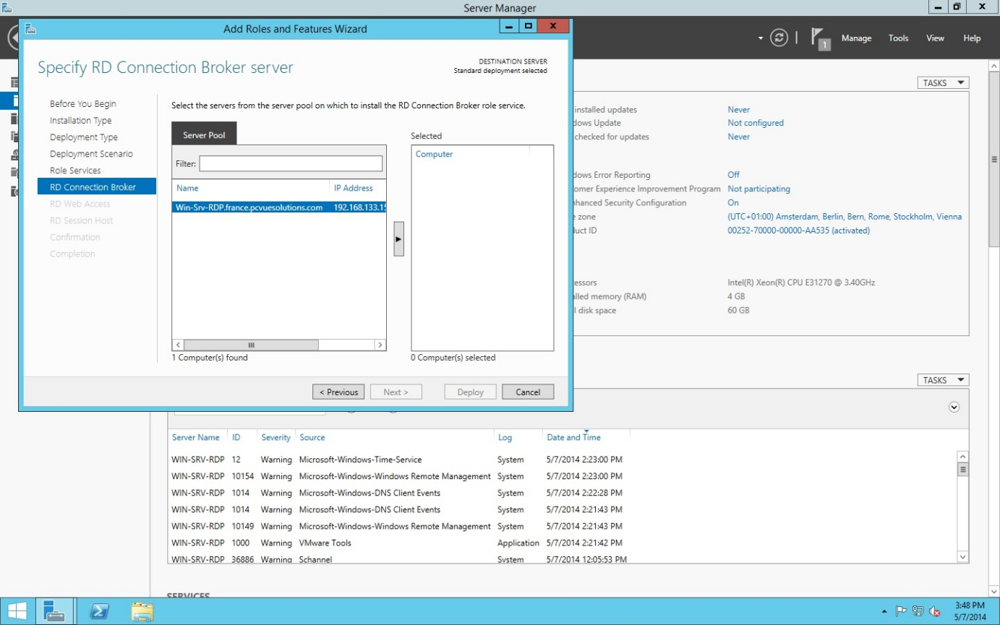 Server Manager
Add Roles and Features Wizard
1
Manage Tools View Help
Specify RD Connection Broker server
DESTINATION SERVER
Standard deployment selected
Before You Begin
Installation Type
Deployment Type
Deployment Scenario
Role Services
RD Connection Broker
RD Web Access
RD Session Host
Confirmation
Completion
Select the servers from the server pool on which to install the RD Connection Broker role service.
Server Pool
Filter:
Name IP Address
Win-Srv-RDP.france.pcvuesolutions.com 192.168.133.15
1 Computer(s) found
Selected
Computer
0 Computer(s) selected
< Previous Next > Deploy Cancel
TASKS
installed updates Never
dows Update Not configured
checked for updates Never
dows Error Reporting Off
omer Experience Improvement Program Not participating
nhanced Security Configuration On
e zone (UTC+01:00) Amsterdam, Berlin, Bern, Rome, Stockholm, Vienna
uct ID 00252-70000-00000-AA535 (activated)
essors Intel(R) Xeon(R) CPU E31270 @ 3.40GHz
lled memory (RAM) 4 GB
l disk space 60 GB
TASKS
Server Name ID Severity Source Log Date and Time
WIN-SRV-RDP 12 Warning Microsoft-Windows-Time-Service System 5/7/2014 2:23:00 PM
WIN-SRV-RDP 10154 Warning Microsoft-Windows-Windows Remote Management System 5/7/2014 2:23:00 PM
WIN-SRV-RDP 1014 Warning Microsoft-Windows-DNS Client Events System 5/7/2014 2:22:28 PM
WIN-SRV-RDP 1014 Warning Microsoft-Windows-DNS Client Events System 5/7/2014 2:21:43 PM
WIN-SRV-RDP 10149 Warning Microsoft-Windows-Windows Remote Management System 5/7/2014 2:21:43 PM
WIN-SRV-RDP 1000 Warning VMware Tools Application 5/7/2014 2:21:42 PM
WIN-SRV-RDP 36886 Warning Schannel System 5/7/2014 12:05:53 PM
SERVICES
3:48 PM
5/7/2014